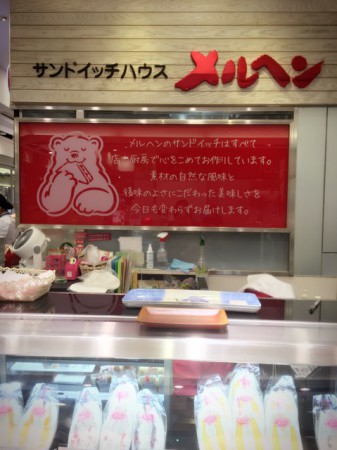 サンドイッチハウス メルヘン
メルヘンのサンドイッチはすべて
店内厨房で心をこめてお作りしています。
素材の自然な風味と
後味のよさにこだわった美味しさを
今日も変わらずお届けします。